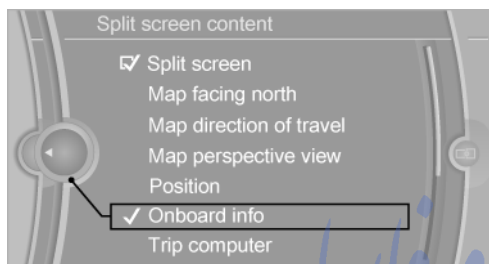 Split screen content
Split screen
Map facing north
Map direction of travel
Map perspective view
Position
Onboard info
Trip computer